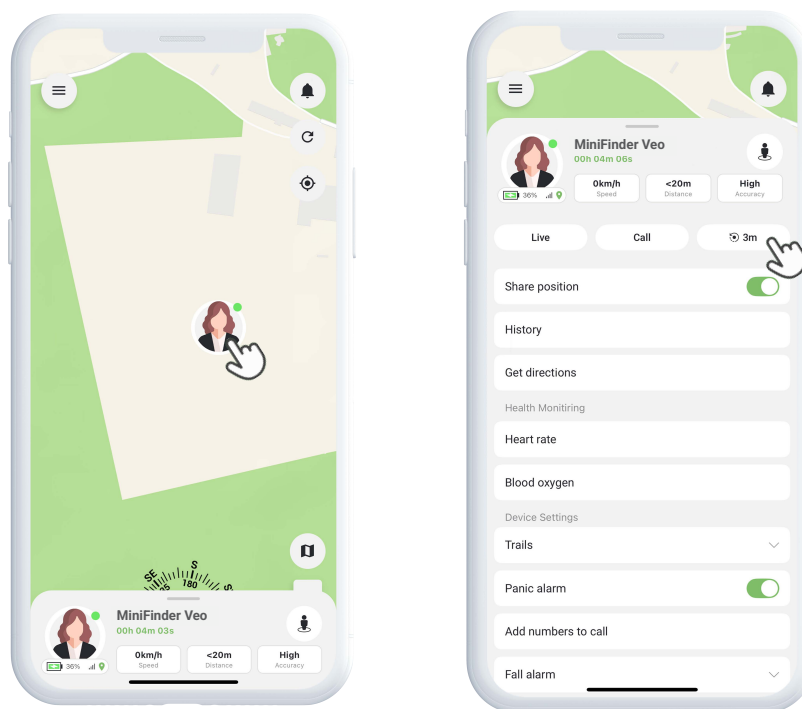 SE
S
180
MiniFinder Veo
00h 04m 03s
0km/h
Speed
<20m
Distance
High
Accuracy
36%
MiniFinder Veo
00h 04m 06s
0km/h
Speed
<20m
Distance
High
Accuracy
36%
Live
Call
3m
Share position
History
Get directions
Health Monitiring
Heart rate
Blood oxygen
Device Settings
Trails
Panic alarm
Add numbers to call
Fall alarm